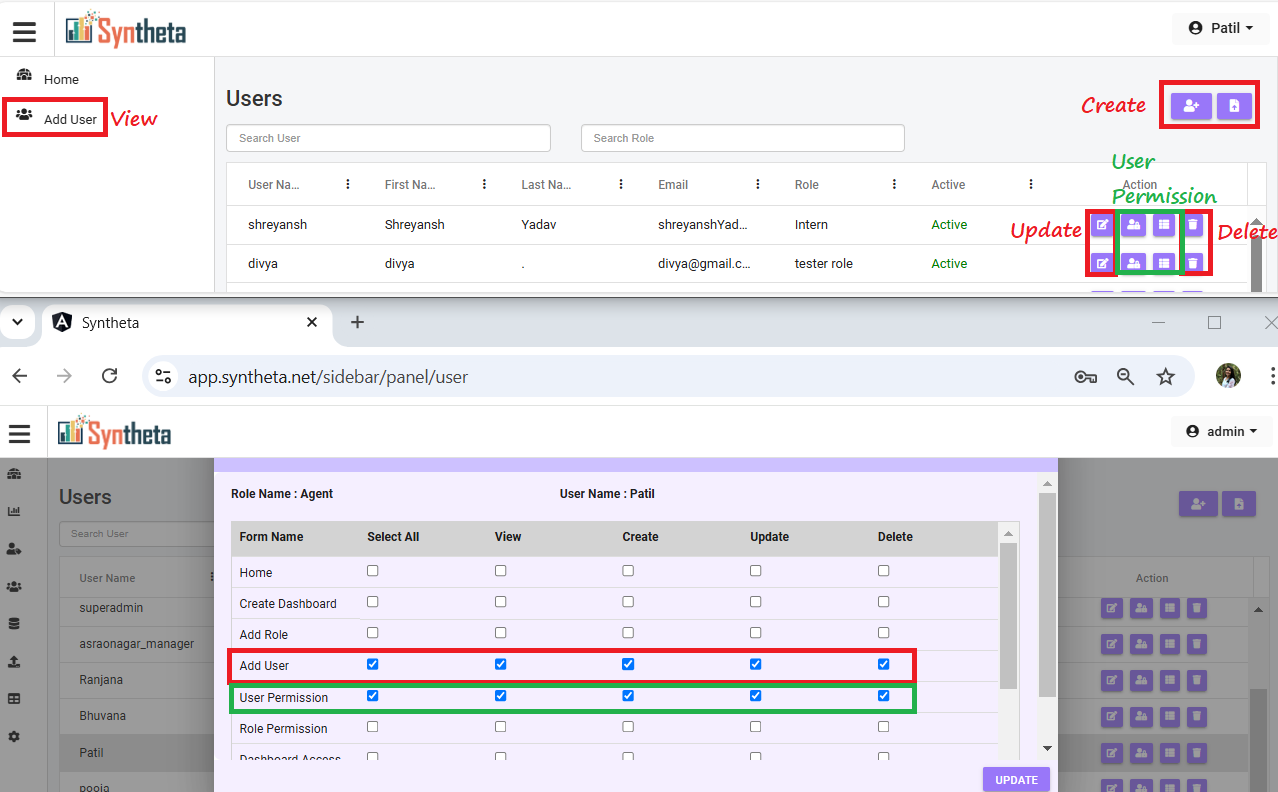 Syntheta
Patil
Home
Add User
View
Users
Create
Search User
Search Role
User
Permission
User Na...
First Na...
Last Na...
Email
Role
Active
Action
shreyansh
Shreyansh
Yadav
shreyanshYad...
Intern
Active
Update
Delete
divya
divya
.
divya@gmail.c...
tester role
Active
Syntheta
app.syntheta.net/sidebar/panel/user
Syntheta
admin
Users
Search User
User Name
Action
superadmin
asraonagar_manager
Ranjana
Bhuvana
Patil
pooja
Role Name : Agent
User Name : Patil
Form Name
Select All
View
Create
Update
Delete
Home
Create Dashboard
Add Role
Add User
User Permission
Role Permission
Dashboard Access
UPDATE